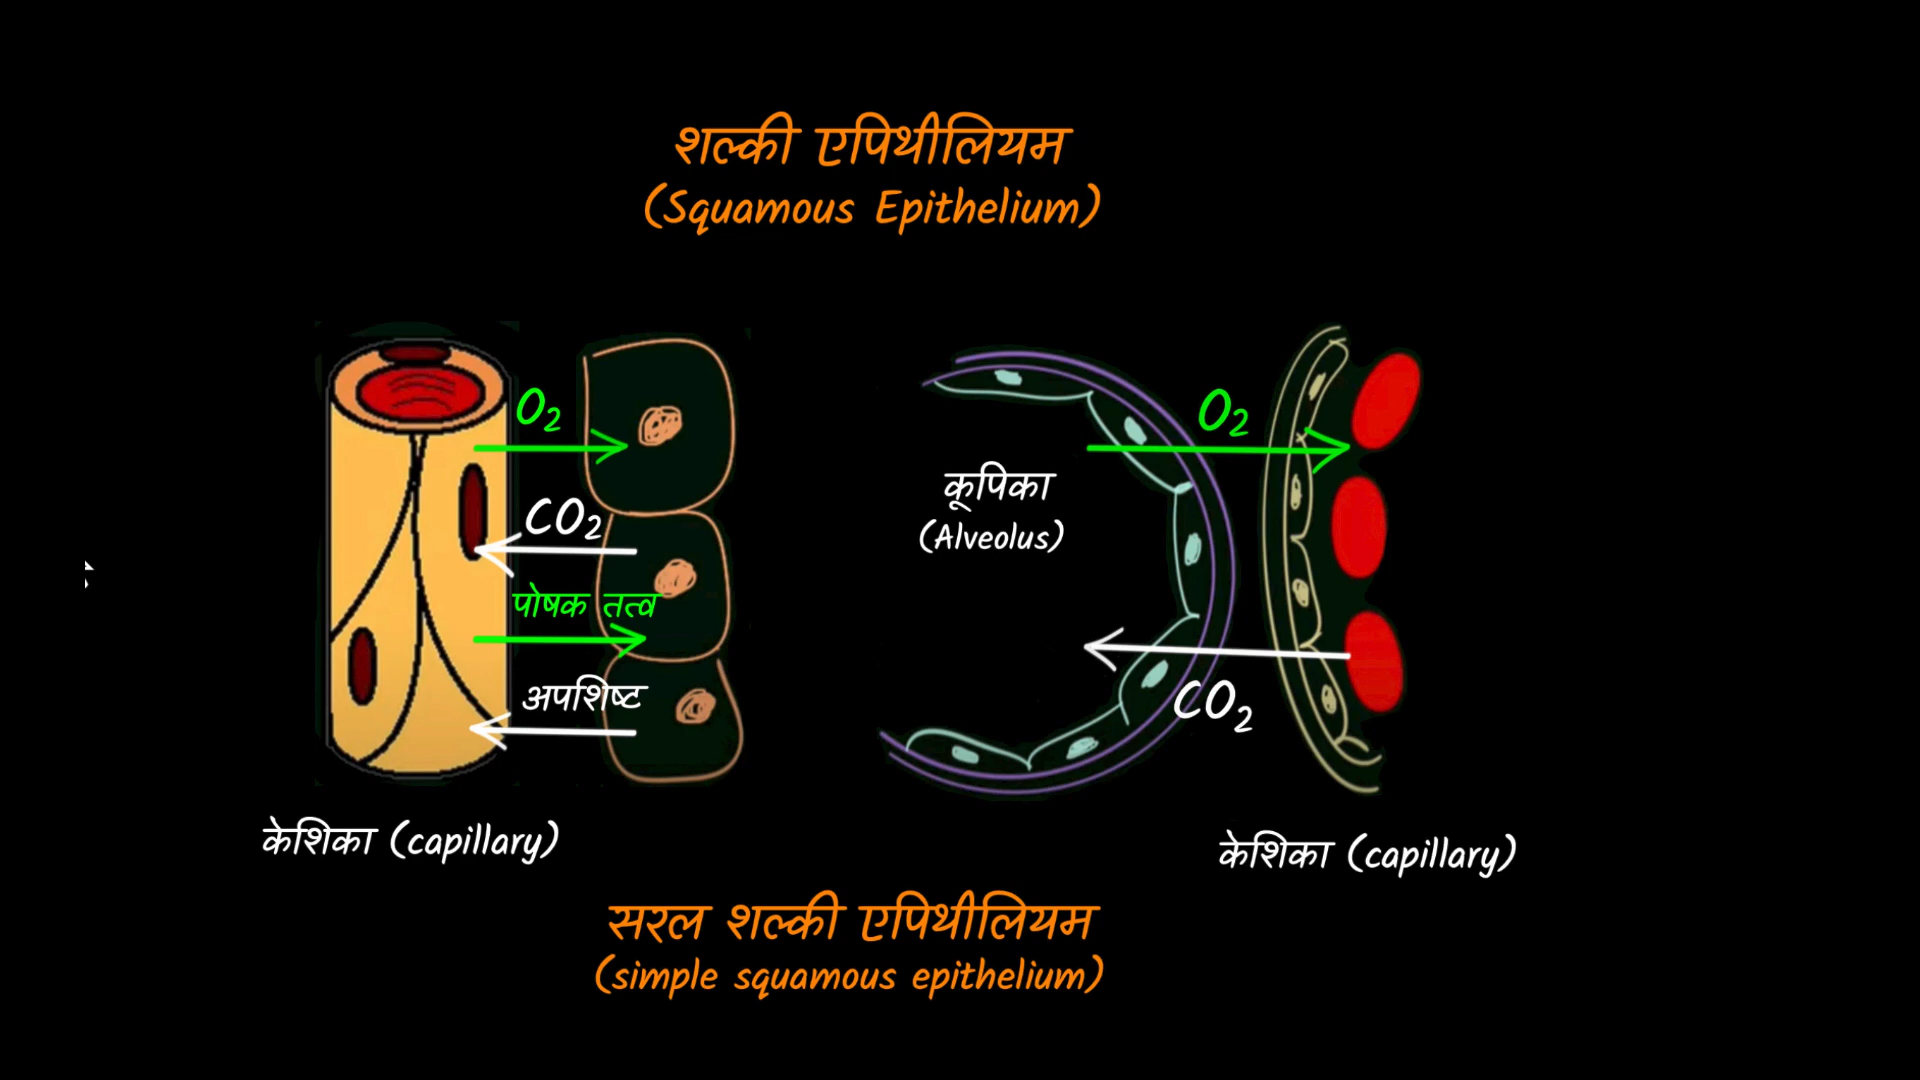 शल्की एपिथीलियम
(Squamous Epithelium)
O2
CO2
पोषक तत्व
अपशिष्ट
केशिका (capillary)
कूपिका
(Alveolus)
O2
CO2
केशिका (capillary)
सरल शल्की एपिथीलियम
(simple squamous epithelium)